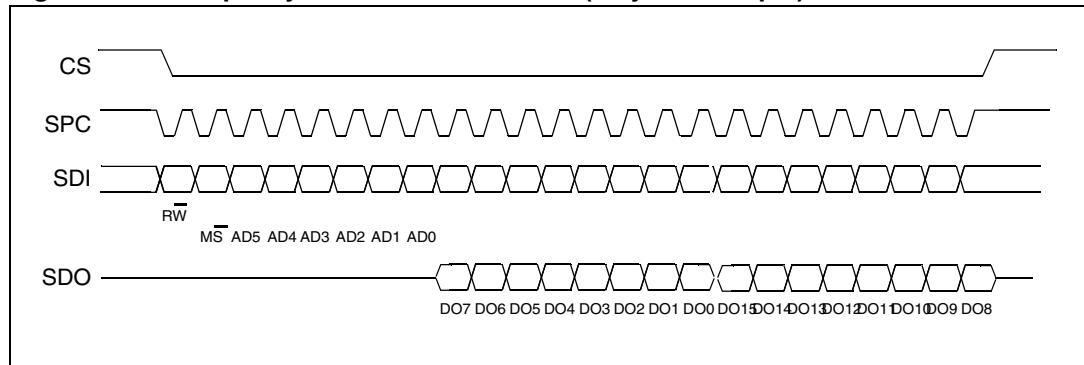 CS
SPC
SDI
RW
MS AD5 AD4 AD3 AD2 AD1 AD0
SDO
DO7 DO6 DO5 DO4 DO3 DO2 DO1 DO0 DO15 DO14 DO13 DO12 DO11 DO10 DO9 DO8